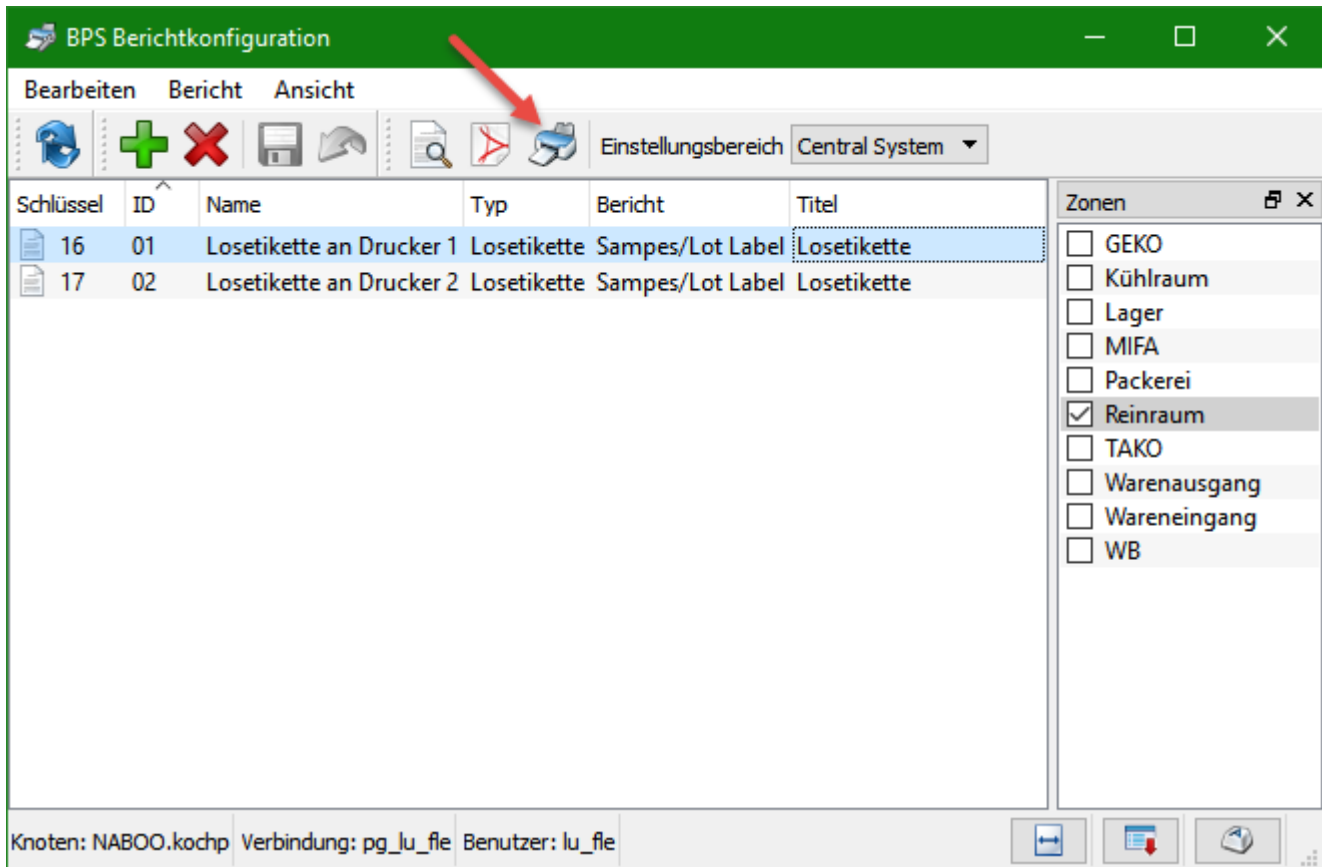 BPS Berichtkonfiguration
Bearbeiten Bericht Ansicht
Einstellungsbereich Central System
Schlüssel ID Name Typ Bericht Titel
16 01 Losetikette an Drucker 1 Losetikette Sampes/Lot Label Losetikette
17 02 Losetikette an Drucker 2 Losetikette Sampes/Lot Label Losetikette
Zonen
GEKO
Kühlraum
Lager
MIFA
Packerei
Reinraum
TAKO
Warenausgang
Wareneingang
WB
Knoten: NABOO.kochp Verbindung: pg_lu_fle Benutzer: lu_fle